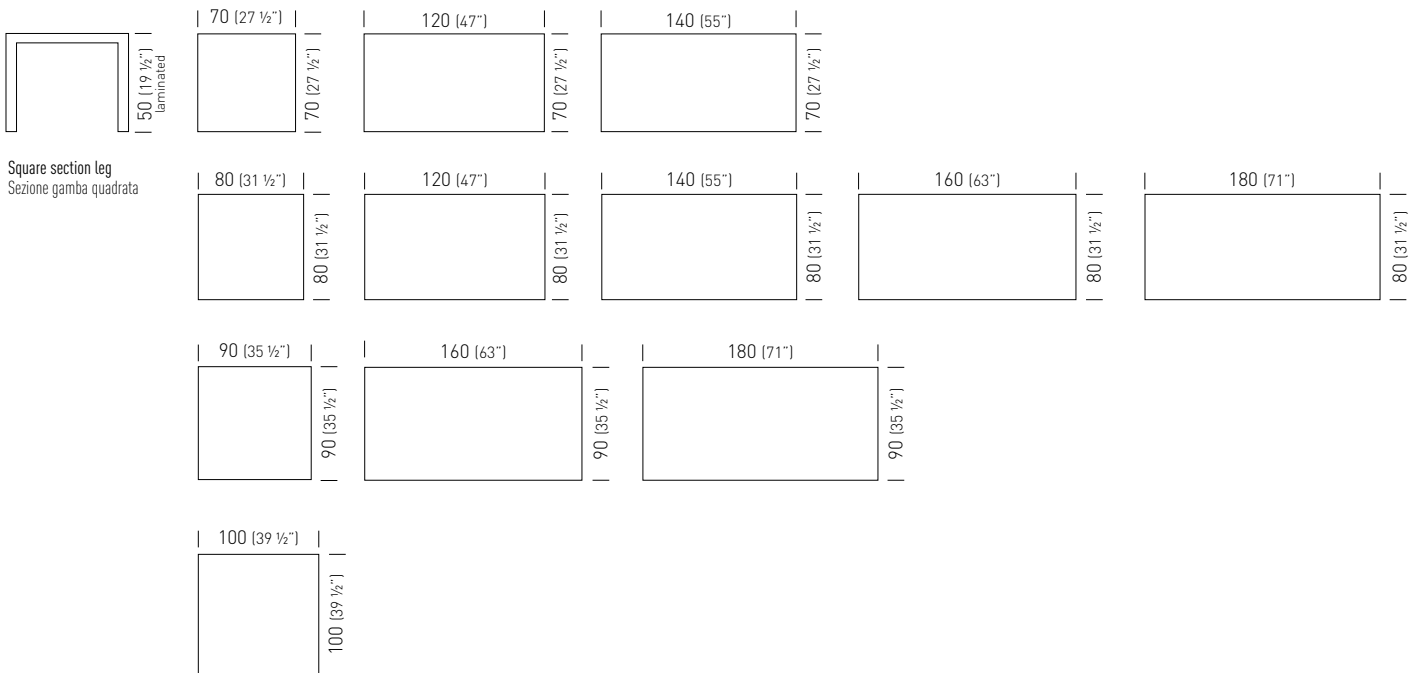 70 (27 ½”)
120 (47”)
140 (55”)
50 (19 ½”)
laminated
70 (27 ½”)
70 (27 ½”)
70 (27 ½”)
Square section leg
Sezione gamba quadrata
80 (31 ½”)
120 (47”)
140 (55”)
160 (63”)
180 (71”)
80 (31 ½”)
80 (31 ½”)
80 (31 ½”)
80 (31 ½”)
80 (31 ½”)
90 (35 ½”)
160 (63”)
180 (71”)
90 (35 ½”)
90 (35 ½”)
90 (35 ½”)
100 (39 ½”)
100 (39 ½”)